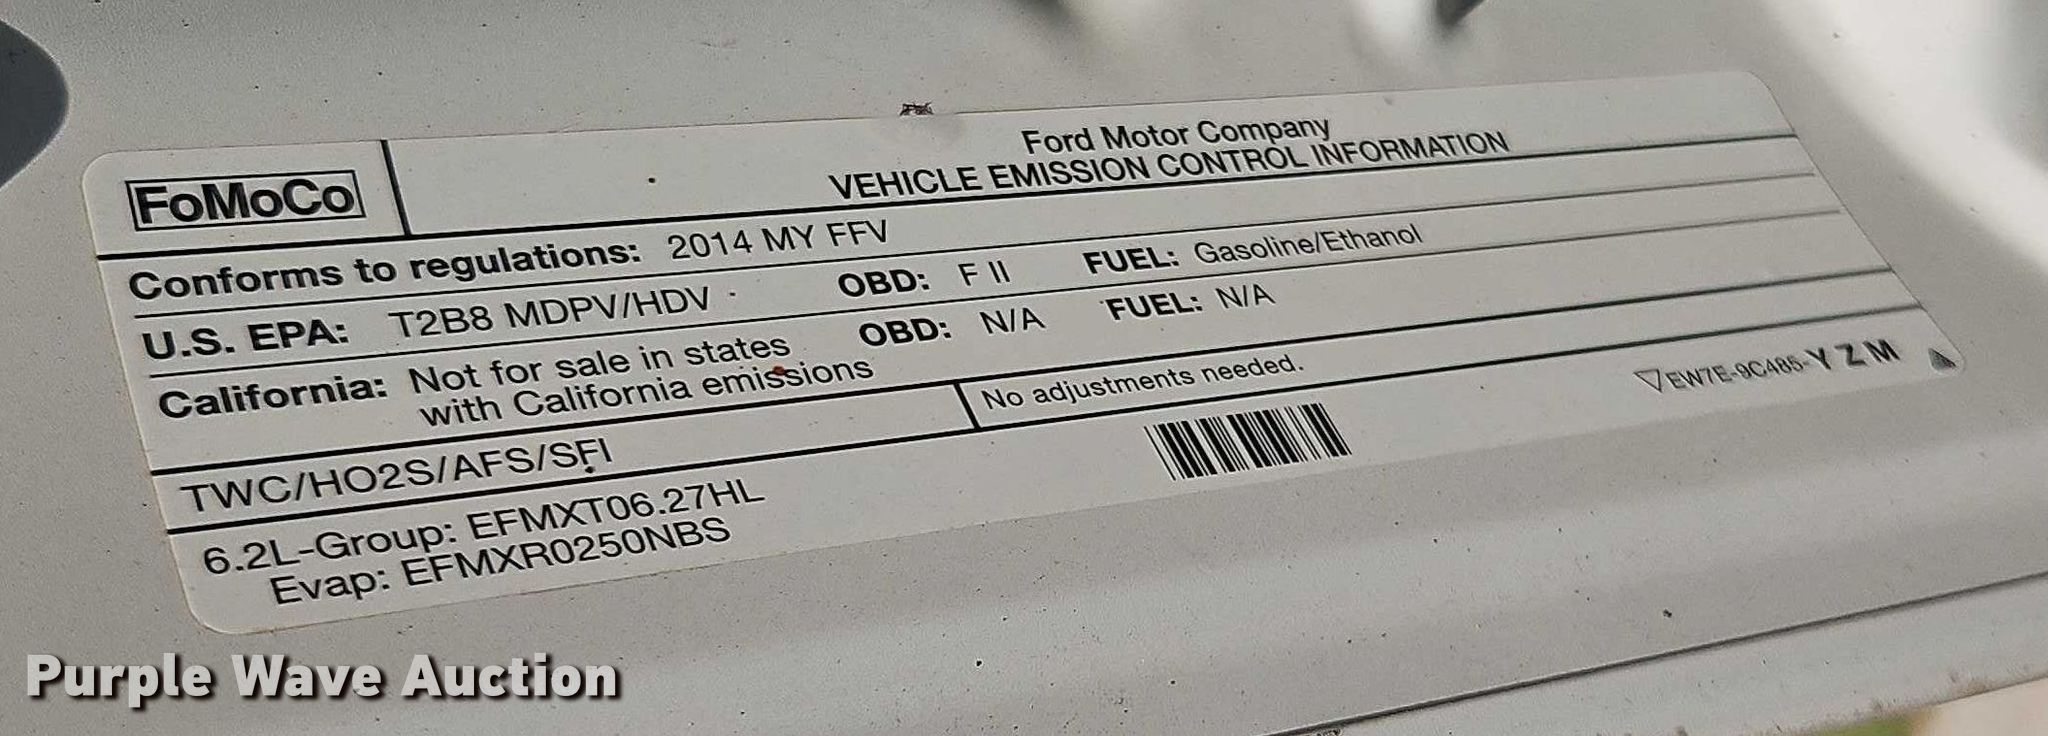 FoMoCo
Ford Motor Company
VEHICLE EMISSION CONTROL INFORMATION
Conforms to regulations: 2014 MY FFV
U.S. EPA: T2B8 MDPV/HDV OBD: F II FUEL: Gasoline/Ethanol
California: Not for sale in states with California emissions OBD: N/A FUEL: N/A
TWC/HO2S/AFS/SFI
No adjustments needed.
6.2L-Group: EFMXT06.27HL
Evap: EFMXR0250NBS
EW7E-9C485-YZM
Purple Wave Auction